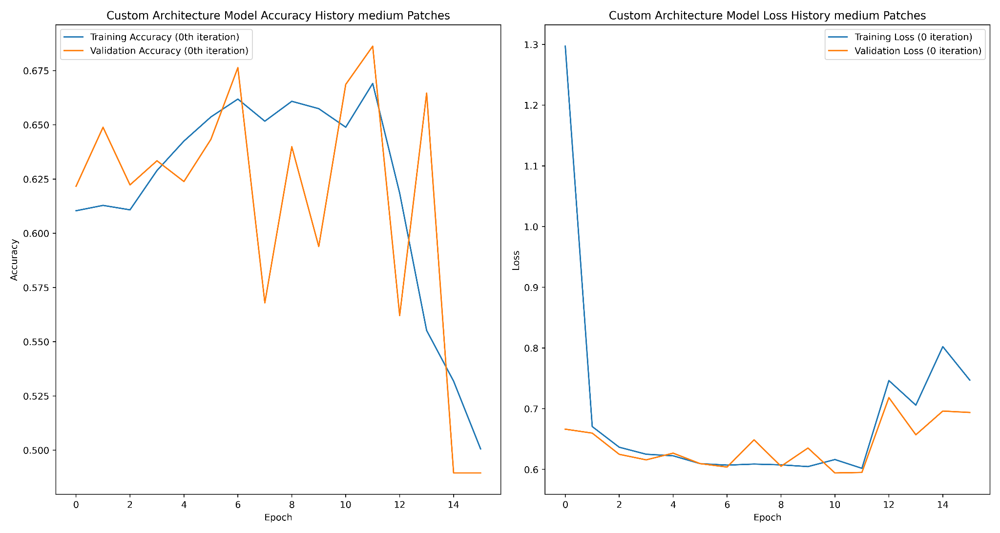 Custom Architecture Model Accuracy History medium Patches
Training Accuracy (0th iteration)
Validation Accuracy (0th iteration)
0.675
0.650
0.625
0.600
0.575
0.550
0.525
0.500
Accuracy
0 2 4 6 8 10 12 14
Epoch
Custom Architecture Model Loss History medium Patches
Training Loss (0 iteration)
Validation Loss (0 iteration)
1.3
1.2
1.1
1.0
0.9
0.8
0.7
0.6
Loss
0 2 4 6 8 10 12 14
Epoch